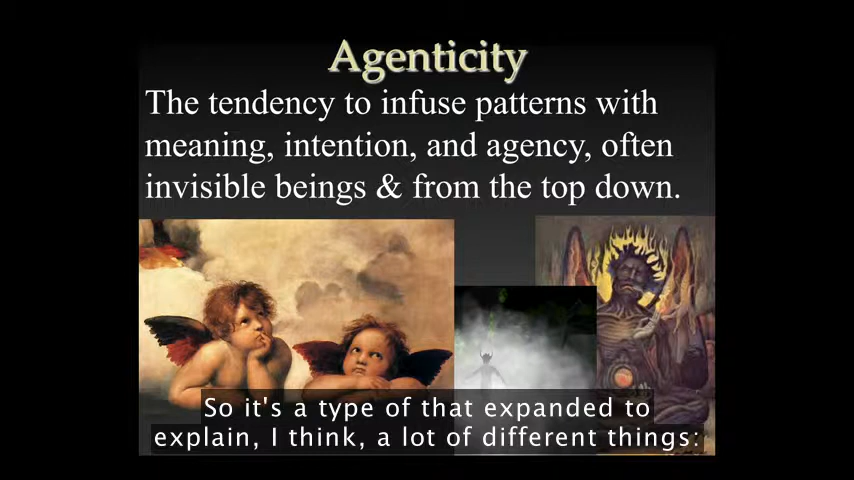 Agenticity
The tendency to infuse patterns with
meaning, intention, and agency, often
invisible beings & from the top down.
So it's a type of that expanded to
explain, I think, a lot of different things: